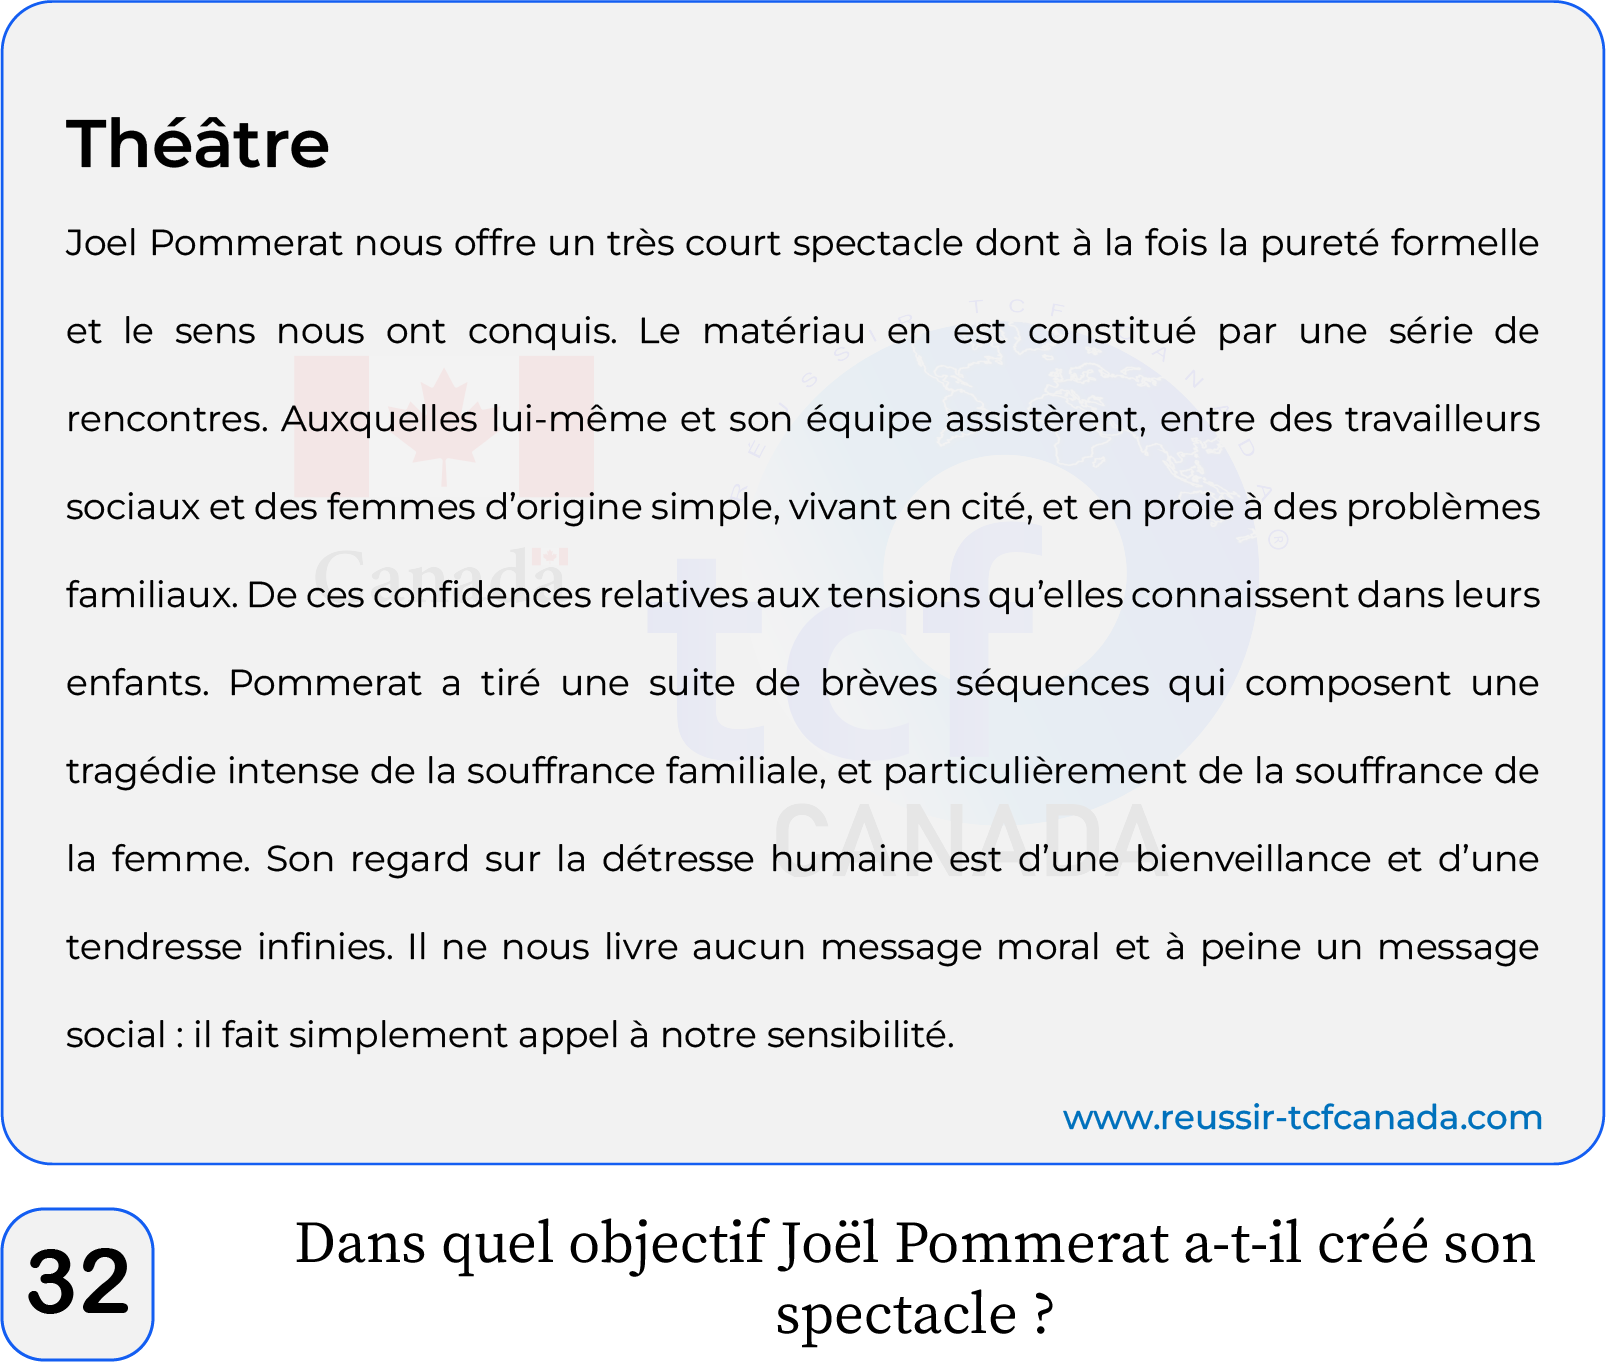 Théâtre
Joel Pommerat nous offre un très court spectacle dont à la fois la pureté formelle
et le sens nous ont conquis. Le matériau en est constitué par une série de
rencontres. Auxquelles lui-même et son équipe assistèrent, entre des travailleurs
sociaux et des femmes d’origine simple, vivant en cité, et en proie à des problèmes
familiaux. De ces confidences relatives aux tensions qu’elles connaissent dans leurs
enfants. Pommerat a tiré une suite de brèves séquences qui composent une
tragédie intense de la souffrance familiale, et particulièrement de la souffrance de
la femme. Son regard sur la détresse humaine est d’une bienveillance et d’une
tendresse infinies. Il ne nous livre aucun message moral et à peine un message
social : il fait simplement appel à notre sensibilité.
RÉUSSIR TCF CANADA ®
Canada
tcf
CANADA
www.reussir-tcfcanada.com
32
Dans quel objectif Joël Pommerat a-t-il créé son
spectacle ?